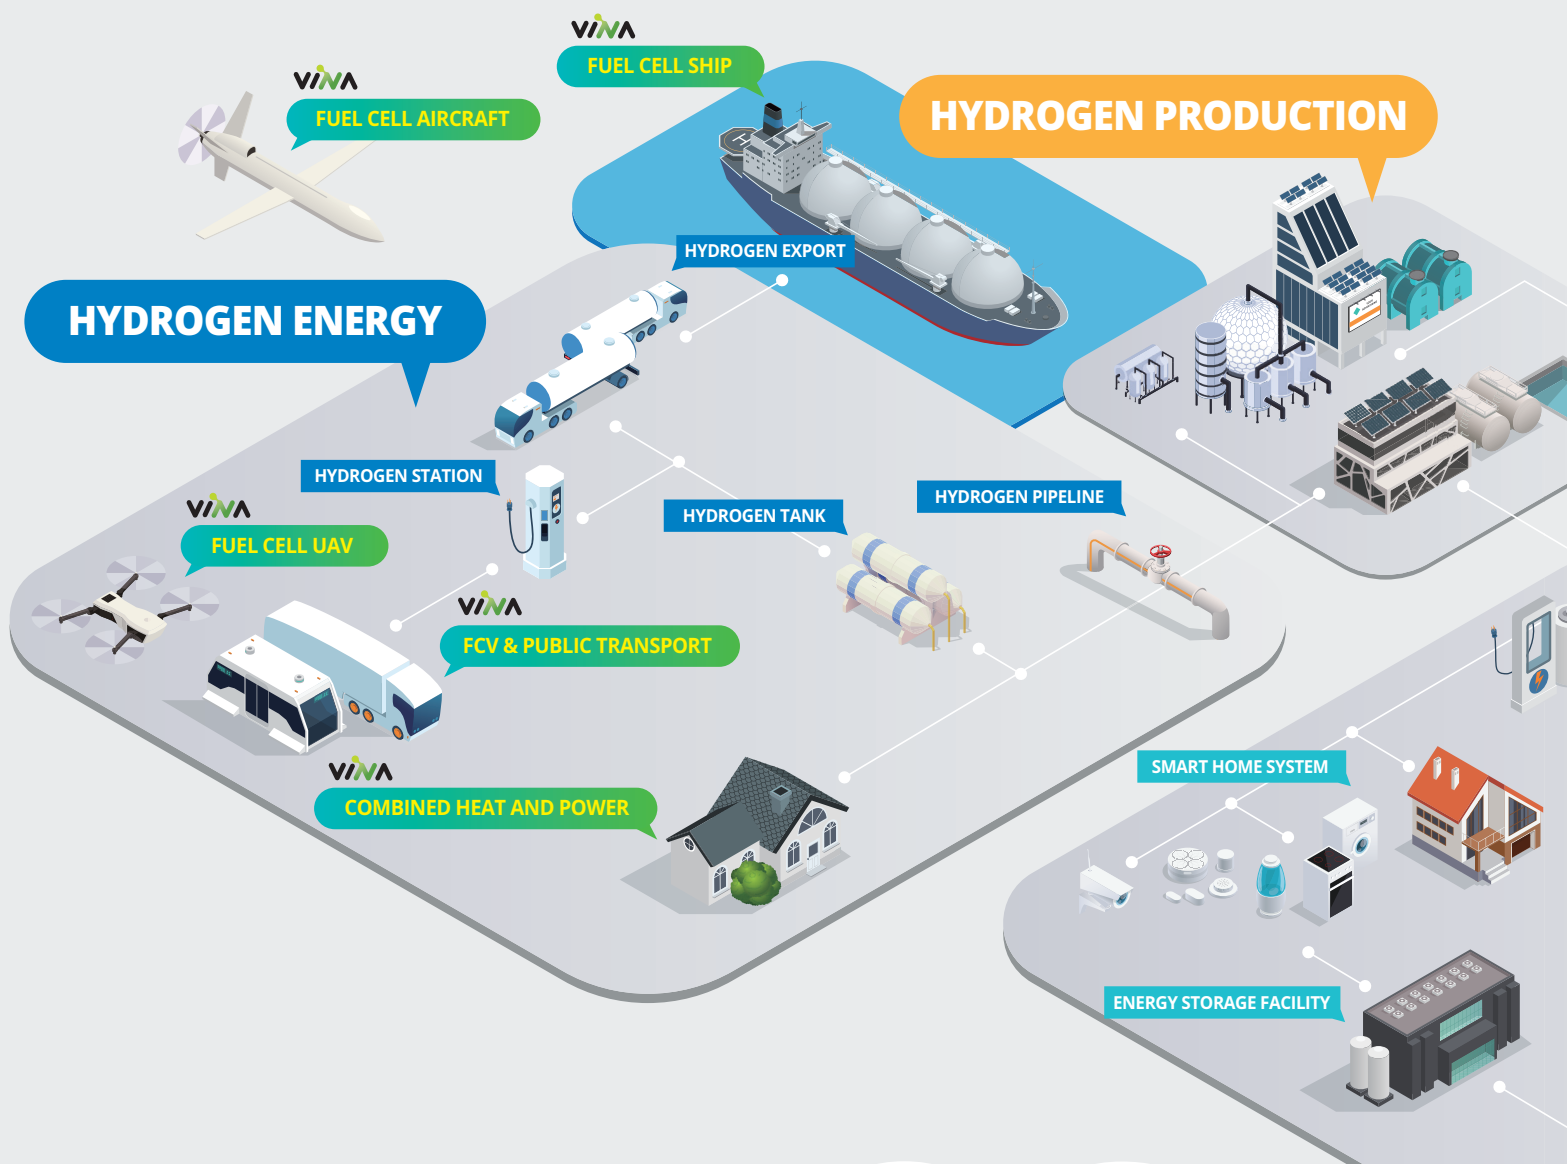 VINA
FUEL CELL SHIP
VINA
FUEL CELL AIRCRAFT
HYDROGEN PRODUCTION
HYDROGEN EXPORT
HYDROGEN ENERGY
HYDROGEN STATION
HYDROGEN TANK
HYDROGEN PIPELINE
VINA
FUEL CELL UAV
VINA
FCV & PUBLIC TRANSPORT
VINA
COMBINED HEAT AND POWER
SMART HOME SYSTEM
ENERGY STORAGE FACILITY
H